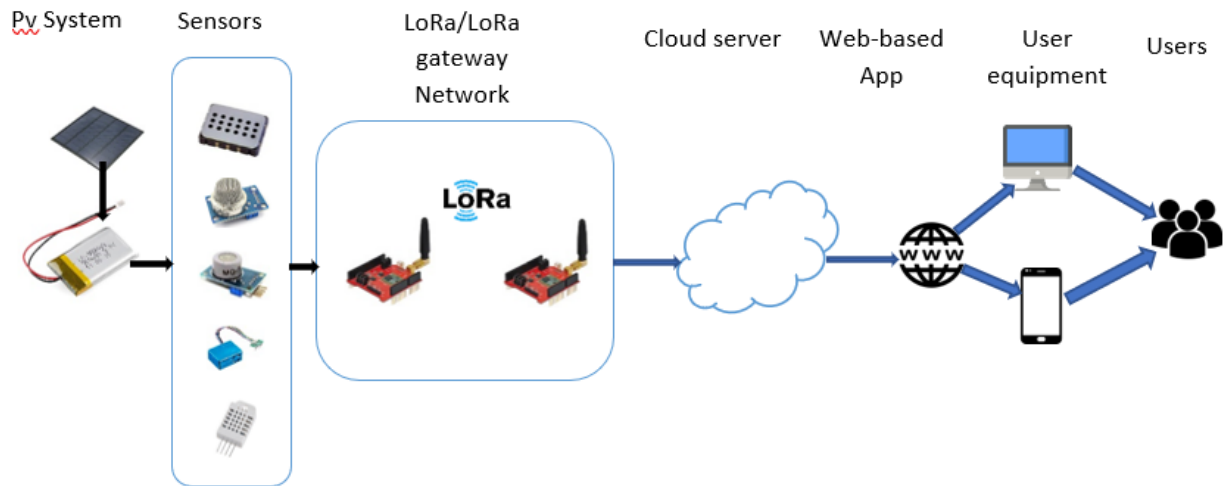 Pv System
Sensors
LoRa/LoRa
gateway
Network
Cloud server
Web-based
App
User
equipment
Users
LoRa
WWW